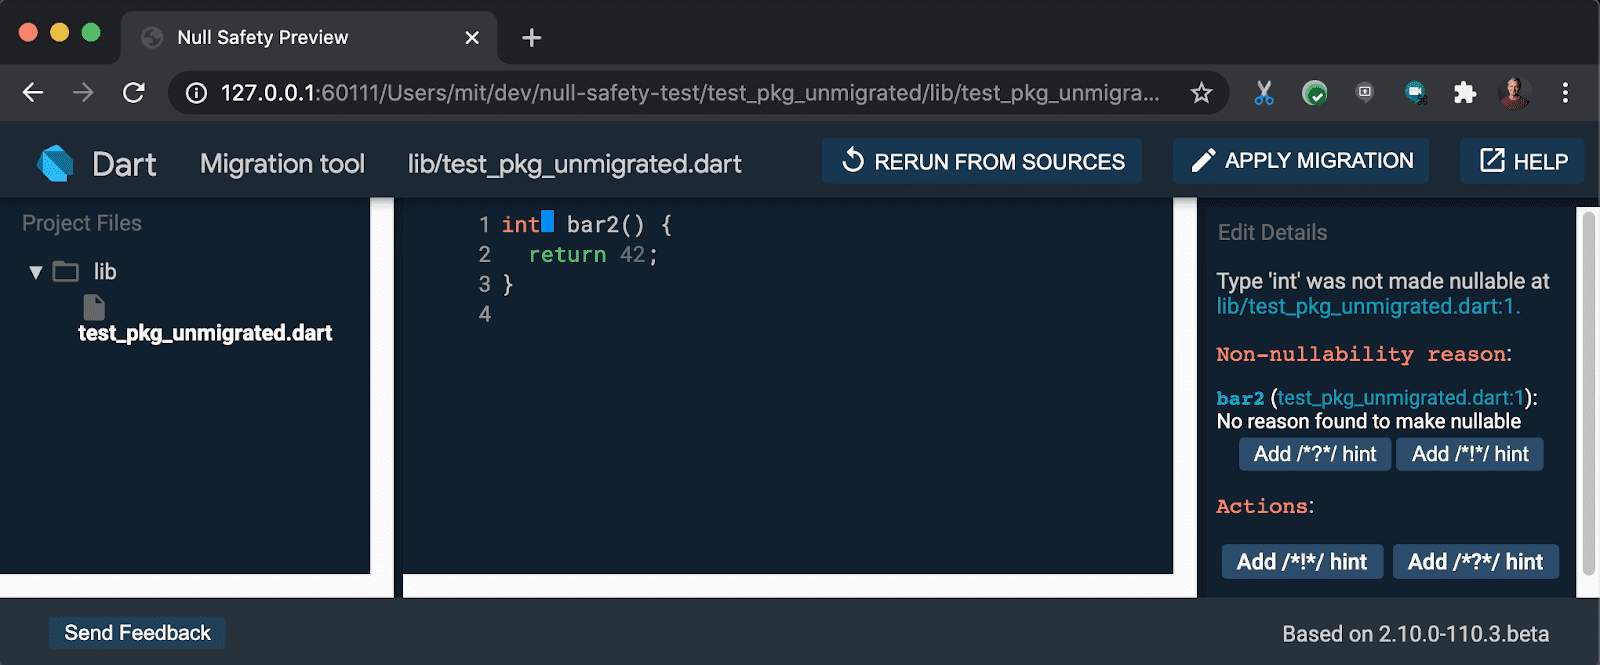 Null Safety Preview
127.0.0.1:60111/Users/mit/dev/null-safety-test/test_pkg_unmigrated/lib/test_pkg_unmigra...
Dart
Migration tool
lib/test_pkg_unmigrated.dart
RERUN FROM SOURCES
APPLY MIGRATION
HELP
Project Files
lib
test_pkg_unmigrated.dart
1 int bar2() {
2 return 42;
3 }
4
Edit Details
Type 'int' was not made nullable at
lib/test_pkg_unmigrated.dart:1.
Non-nullability reason:
bar2 (test_pkg_unmigrated.dart:1):
No reason found to make nullable
Add /*?*/ hint Add /*!*/ hint
Actions:
Add /*!*/ hint Add /*?*/ hint
Send Feedback
Based on 2.10.0-110.3.beta